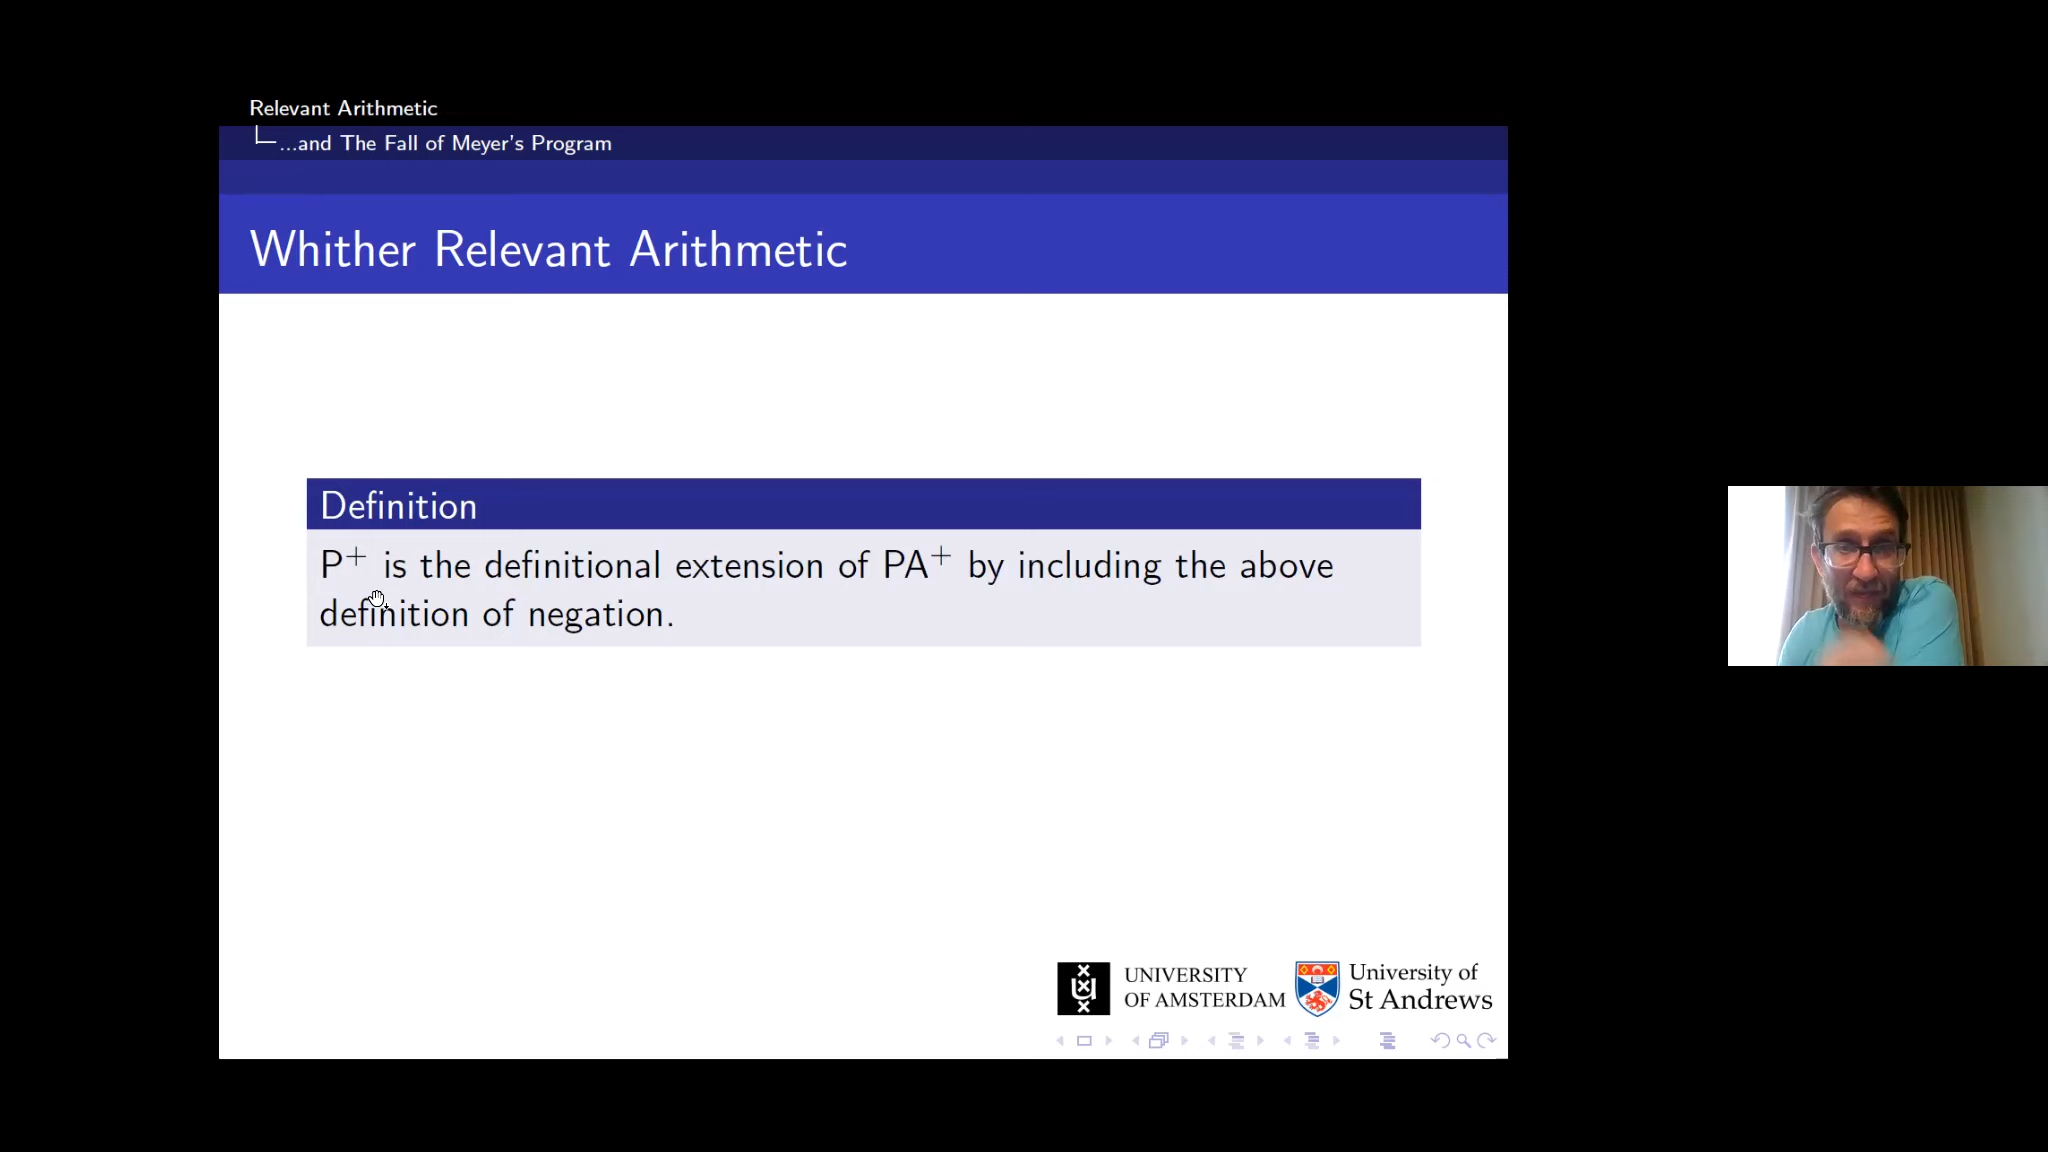 Relevant Arithmetic
...and The Fall of Meyer's Program
Whither Relevant Arithmetic
Definition
P⁺ is the definitional extension of PA⁺ by including the above
definition of negation.
UNIVERSITY
OF AMSTERDAM
University of
St Andrews